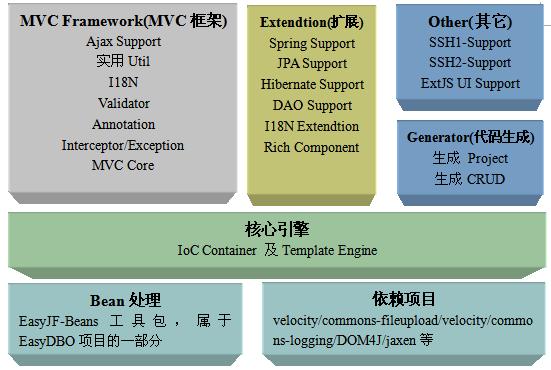 MVC Framework(MVC 框架)
Ajax Support
实用 Util
I18N
Validator
Annotation
Interceptor/Exception
MVC Core
Extendtion(扩展)
Spring Support
JPA Support
Hibernate Support
DAO Support
I18N Extendtion
Rich Component
Other(其它)
SSH1-Support
SSH2-Support
ExtJS UI Support
Generator(代码生成)
生成 Project
生成 CRUD
核心引擎
IoC Container 及 Template Engine
Bean 处理
EasyJF-Beans 工具包，属于
EasyDBO 项目的一部分
依赖项目
velocity/commons-fileupload/velocity/commo
ns-logging/DOM4J/jaxen 等